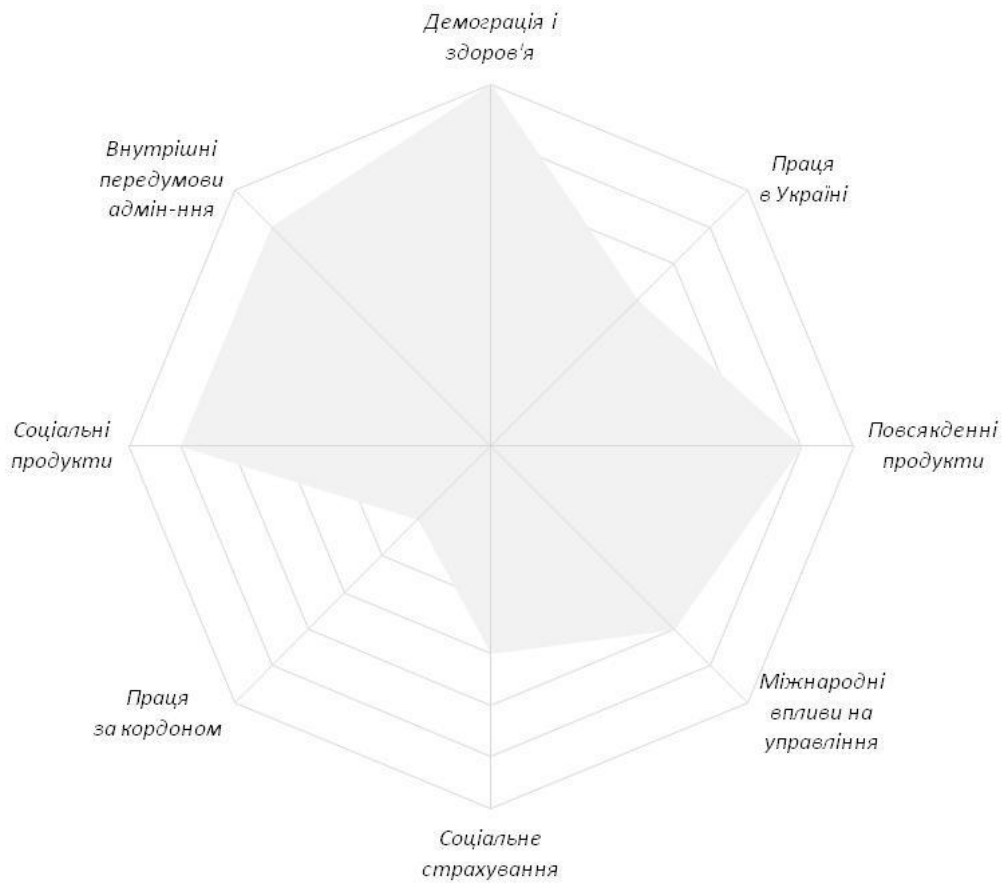 Демограція і
здоров'я
Праця
в Україні
Повсякденні
продукти
Міжнародні
впливи на
управління
Соціальне
страхування
Праця
за кордоном
Соціальні
продукти
Внутрішні
передумови
адмін-ння